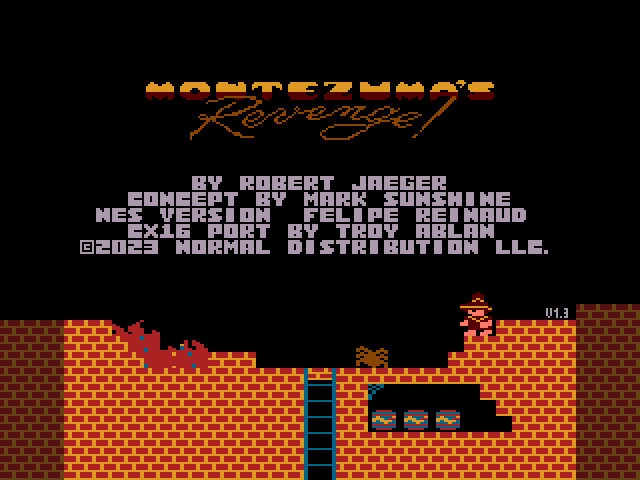 MONTEZUMA'S
Revenge!
BY ROBERT JAEGER
CONCEPT BY MARK SUNSHINE
NES VERSION FELIPE REINAUD
CX16 PORT BY TROY ABLAN
©2023 NORMAL DISTRIBUTION LLC.
V1.3